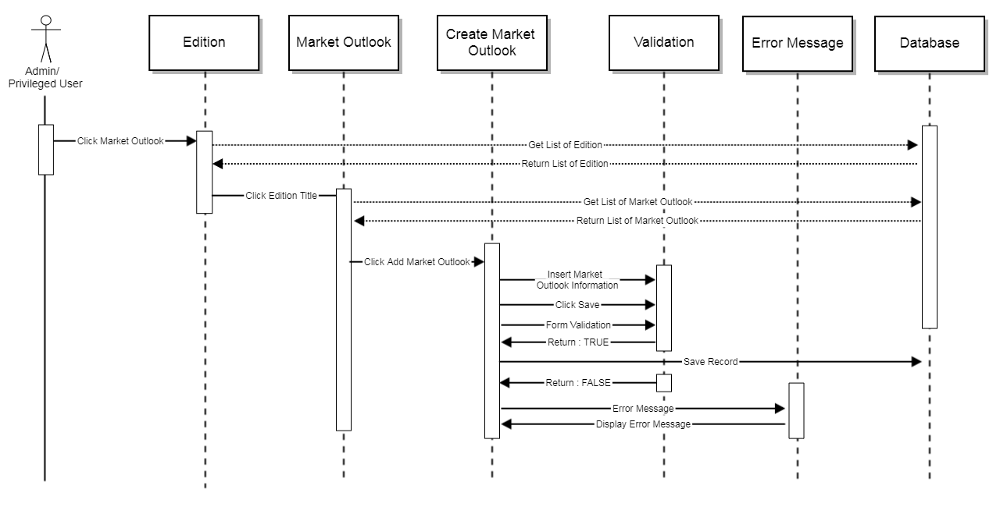 Admin/
Privileged User
Edition
Market Outlook
Create Market
Outlook
Validation
Error Message
Database
Click Market Outlook
Get List of Edition
Return List of Edition
Click Edition Title
Get List of Market Outlook
Return List of Market Outlook
Click Add Market Outlook
Insert Market
Outlook Information
Click Save
Form Validation
Return : TRUE
Save Record
Return : FALSE
Error Message
Display Error Message